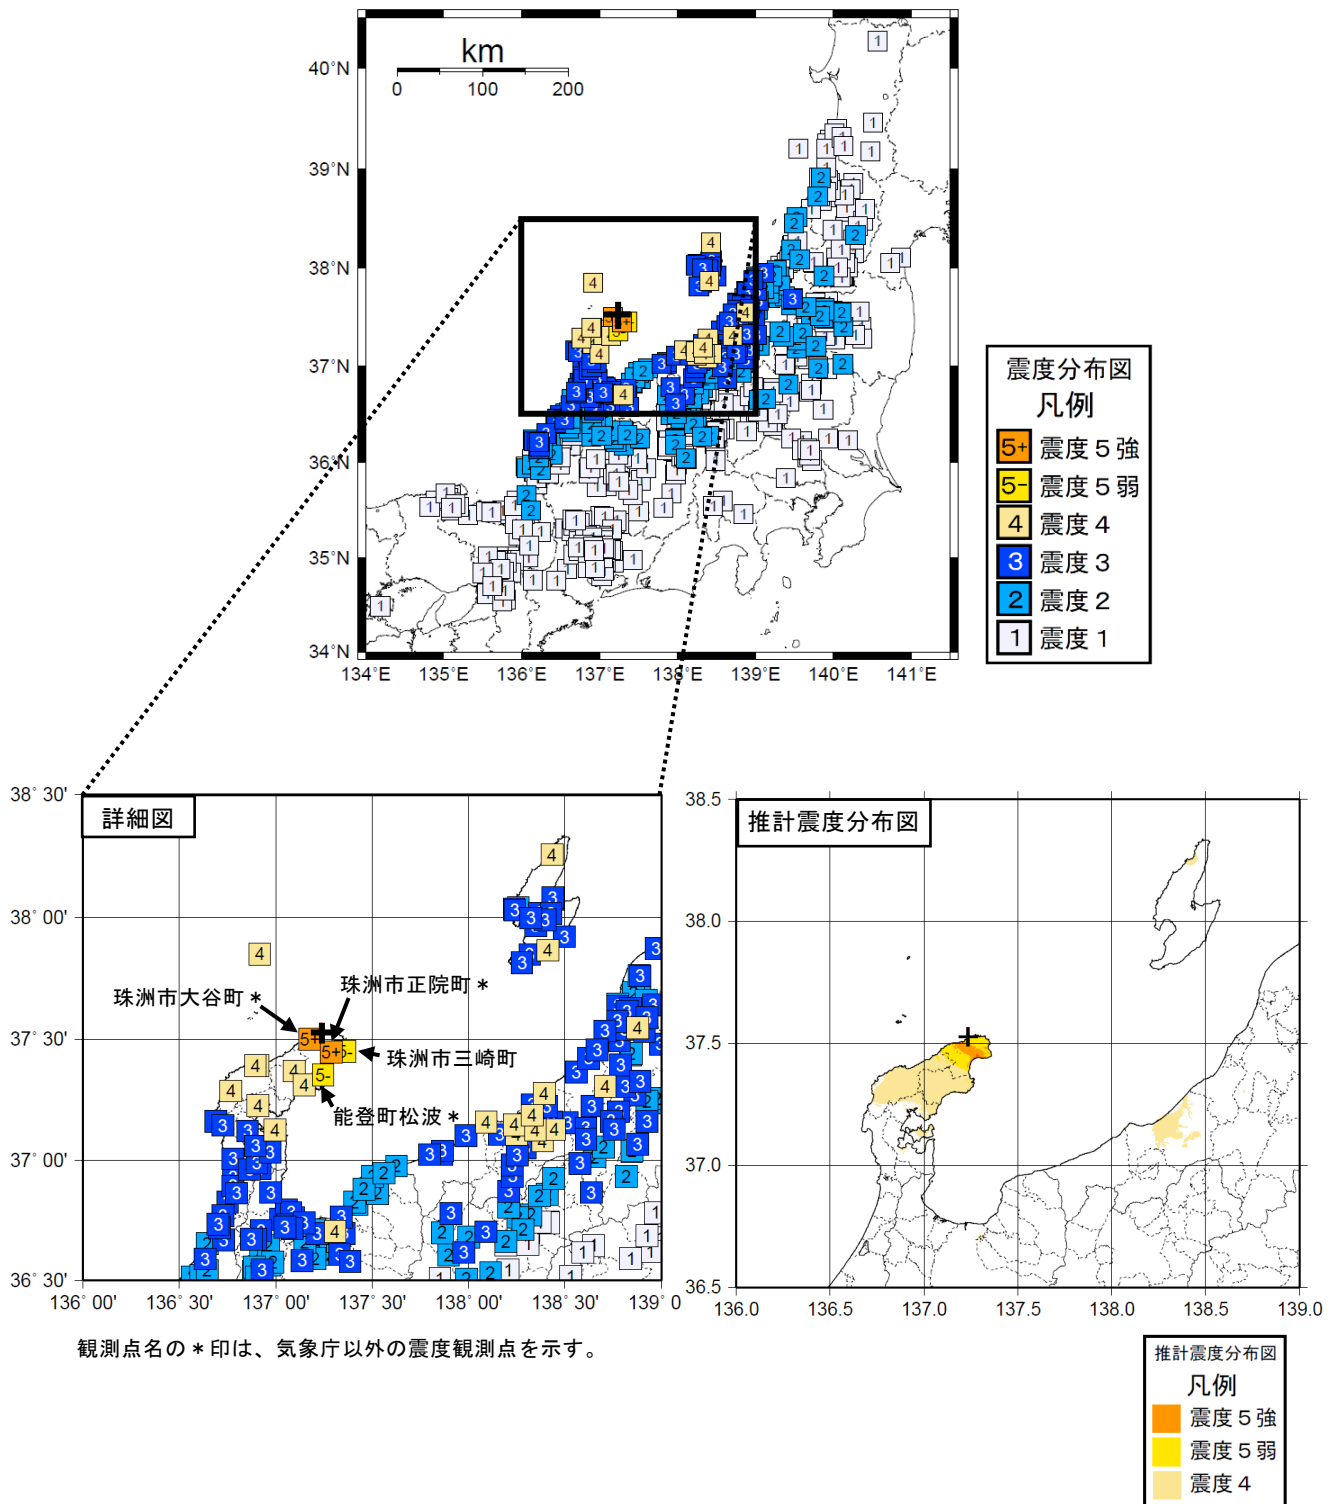 km
0 100 200
40°N
39°N
38°N
37°N
36°N
35°N
34°N
134°E 135°E 136°E 137°E 138°E 139°E 140°E 141°E
震度分布図
凡例
5+ 震度５強
5- 震度５弱
4 震度４
3 震度３
2 震度２
1 震度１
詳細図
38° 30'
38° 00'
37° 30'
37° 00'
36° 30'
136° 00' 136° 30' 137° 00' 137° 30' 138° 00' 138° 30' 139° 0
珠洲市大谷町＊
珠洲市正院町＊
珠洲市三崎町
能登町松波＊
観測点名の＊印は、気象庁以外の震度観測点を示す。
推計震度分布図
38.5
38.0
37.5
37.0
36.5
136.0 136.5 137.0 137.5 138.0 138.5 139.0
推計震度分布図
凡例
震度５強
震度５弱
震度４